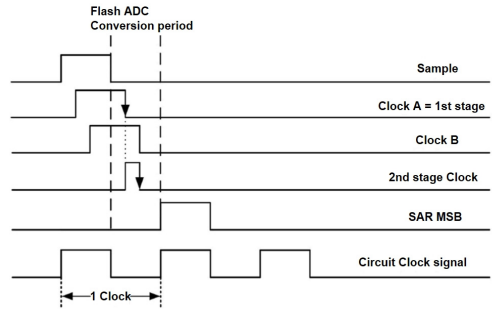 Flash ADC
Conversion period
Sample
Clock A = 1st stage
Clock B
2nd stage Clock
SAR MSB
Circuit Clock signal
1 Clock